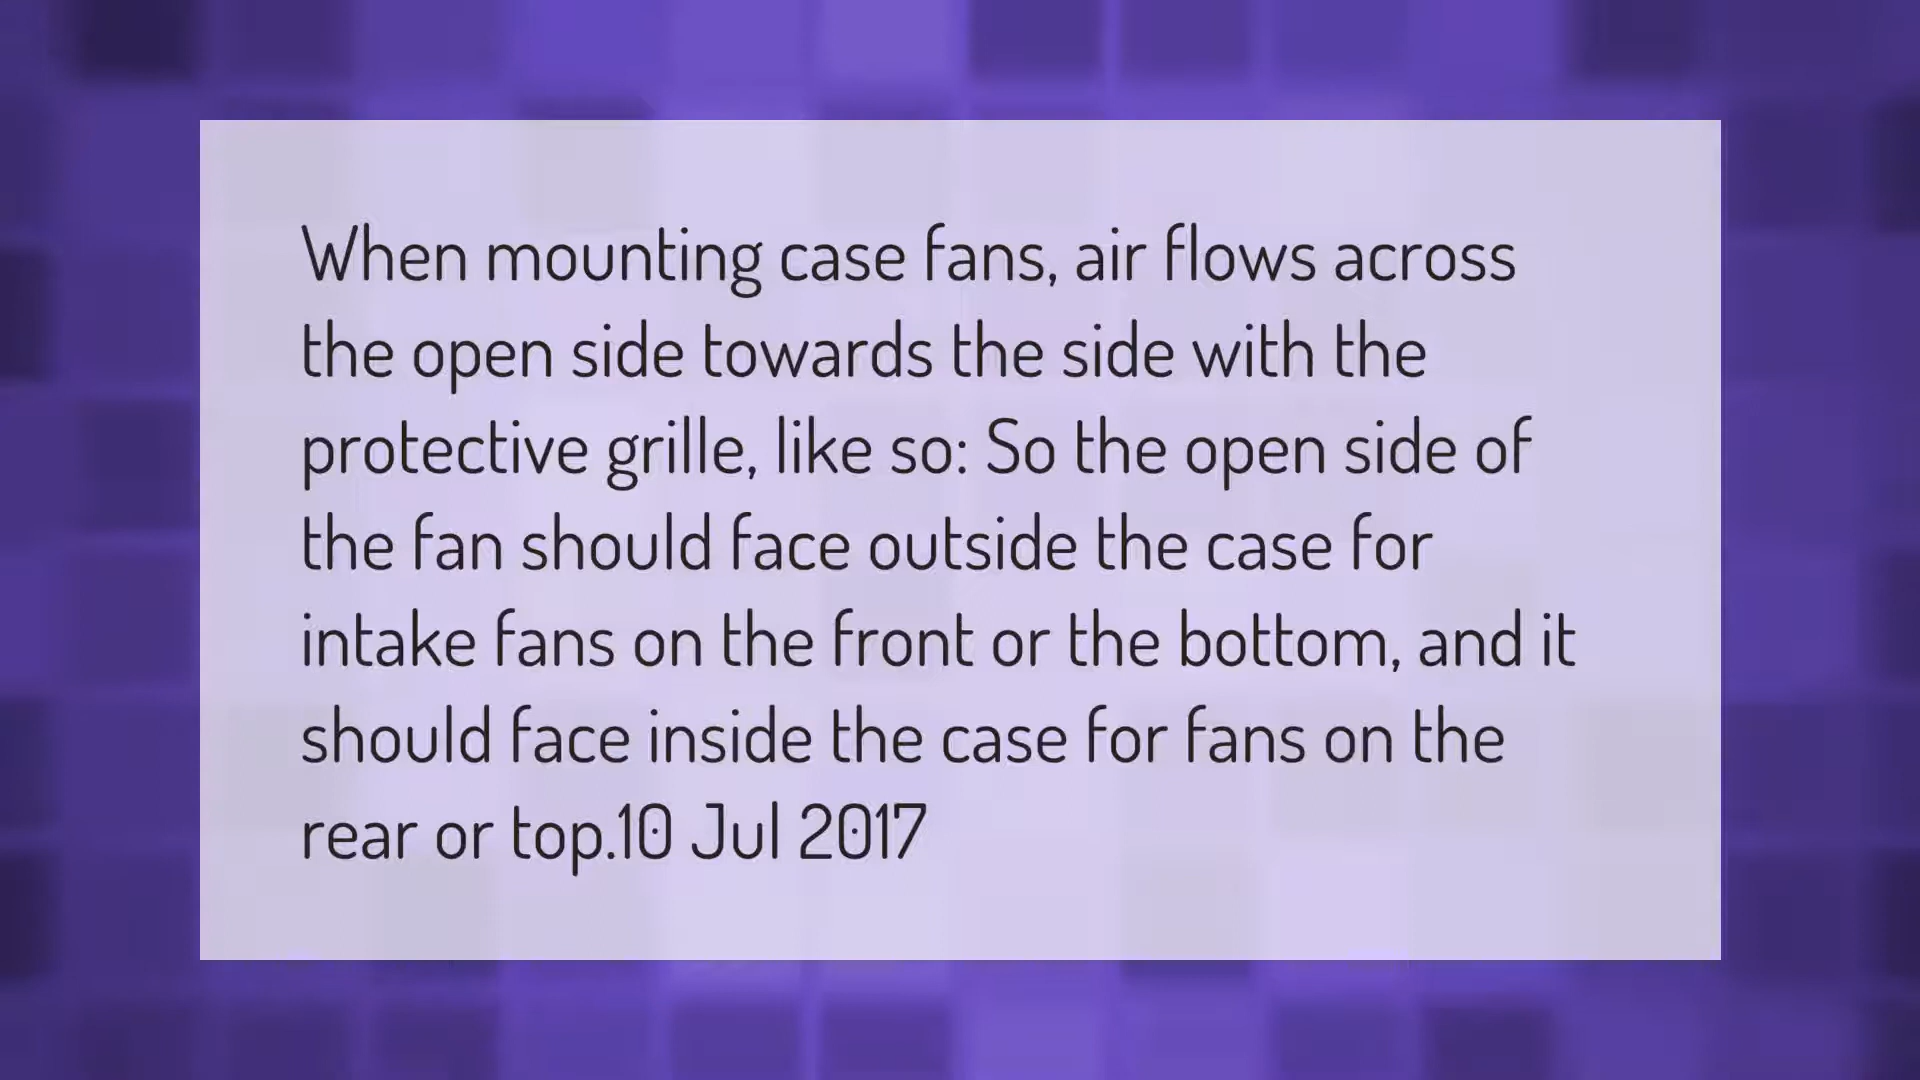 When mounting case fans, air flows across
the open side towards the side with the
protective grille, like so: So the open side of
the fan should face outside the case for
intake fans on the front or the bottom, and it
should face inside the case for fans on the
rear or top.10 Jul 2017